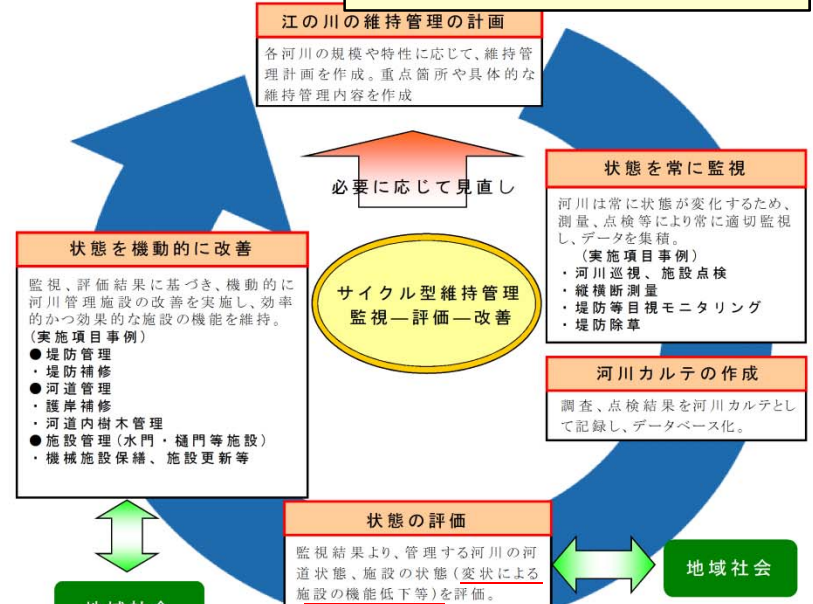 江の川の維持管理の計画
各河川の規模や特性に応じて、維持管
理計画を作成。重点箇所や具体的な
維持管理内容を作成
必要に応じて見直し
状態を常に監視
河川は常に状態が変化するため、
測量、点検等により常に適切監視
し、データを集積。
(実施項目事例)
・河川巡視、施設点検
・縦横断測量
・堤防等目視モニタリング
・堤防除草
状態を機動的に改善
監視、評価結果に基づき、機動的に
河川管理施設の改善を実施し、効率
的かつ効果的な施設の機能を維持。
(実施項目事例)
●堤防管理
・堤防補修
●河道管理
・護岸補修
・河道内樹木管理
●施設管理(水門・樋門等施設)
・機械施設保繕、施設更新等
サイクル型維持管理
監視―評価―改善
河川カルテの作成
調査、点検結果を河川カルテとし
て記録し、データベース化。
状態の評価
監視結果より、管理する河川の河
道状態、施設の状態(変状による
施設の機能低下等)を評価。
地域社会
地域社会